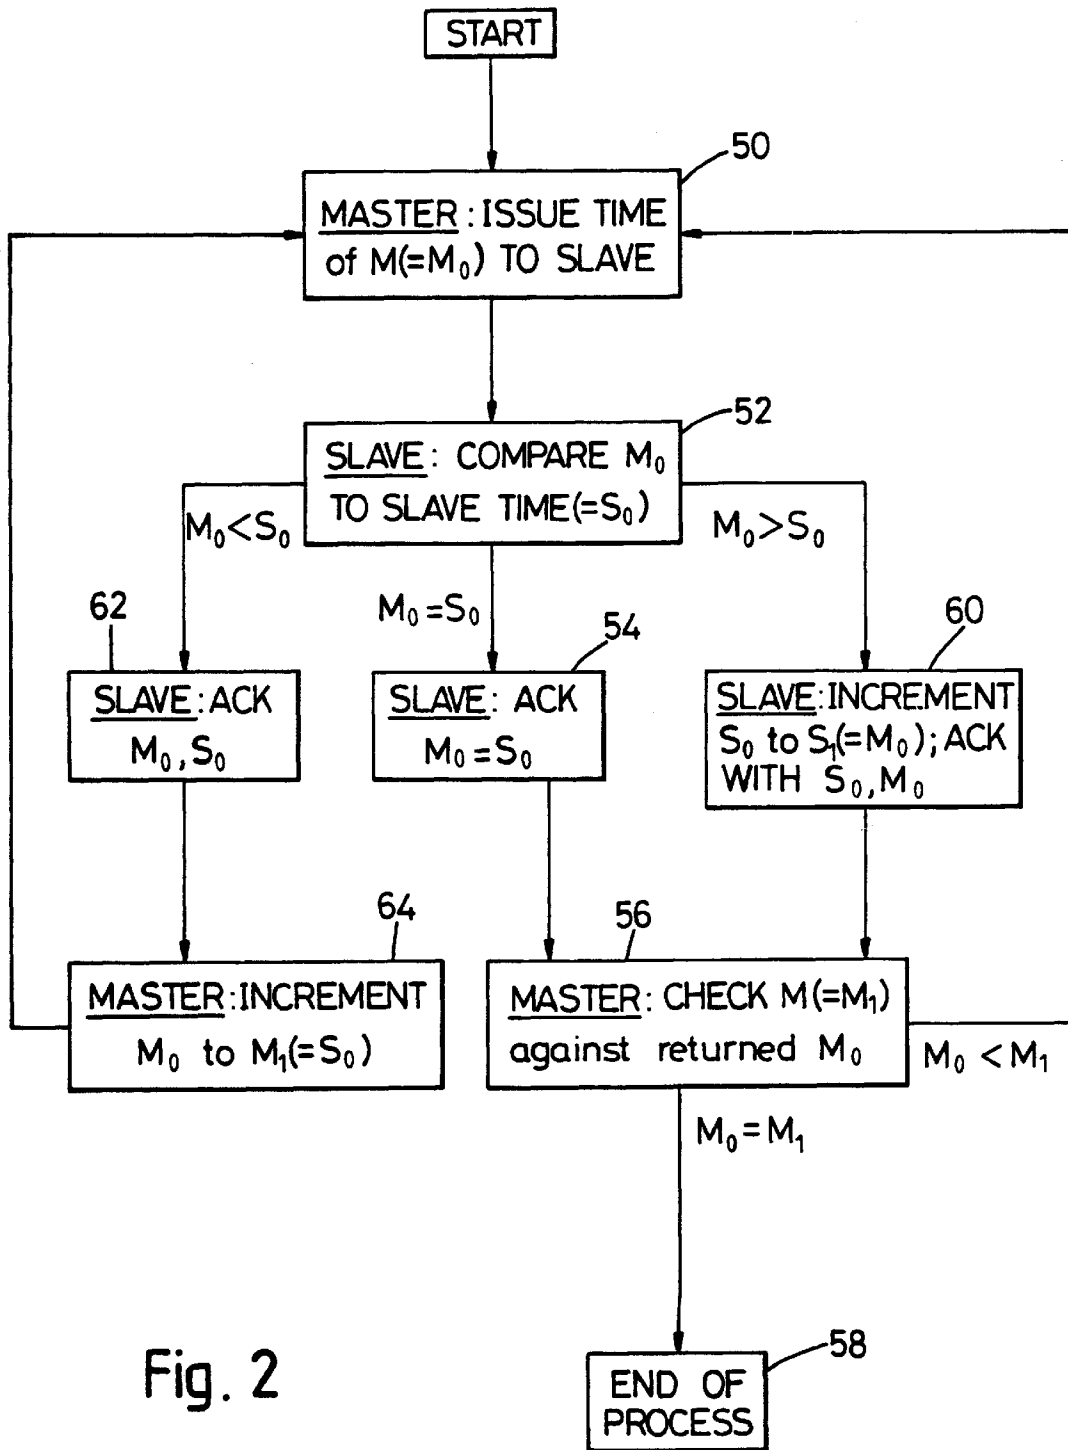 START
50
MASTER: ISSUE TIME
of M(=M₀) TO SLAVE
52
SLAVE: COMPARE M₀
TO SLAVE TIME(=S₀)
M₀<S₀
M₀=S₀
M₀>S₀
62
SLAVE: ACK
M₀,S₀
54
SLAVE: ACK
M₀=S₀
60
SLAVE:INCREMENT
S₀ to S₁(=M₀);ACK
WITH S₀,M₀
64
MASTER:INCREMENT
M₀ to M₁(=S₀)
56
MASTER: CHECK M(=M₁)
against returned M₀
M₀<M₁
M₀=M₁
58
END OF
PROCESS
Fig. 2